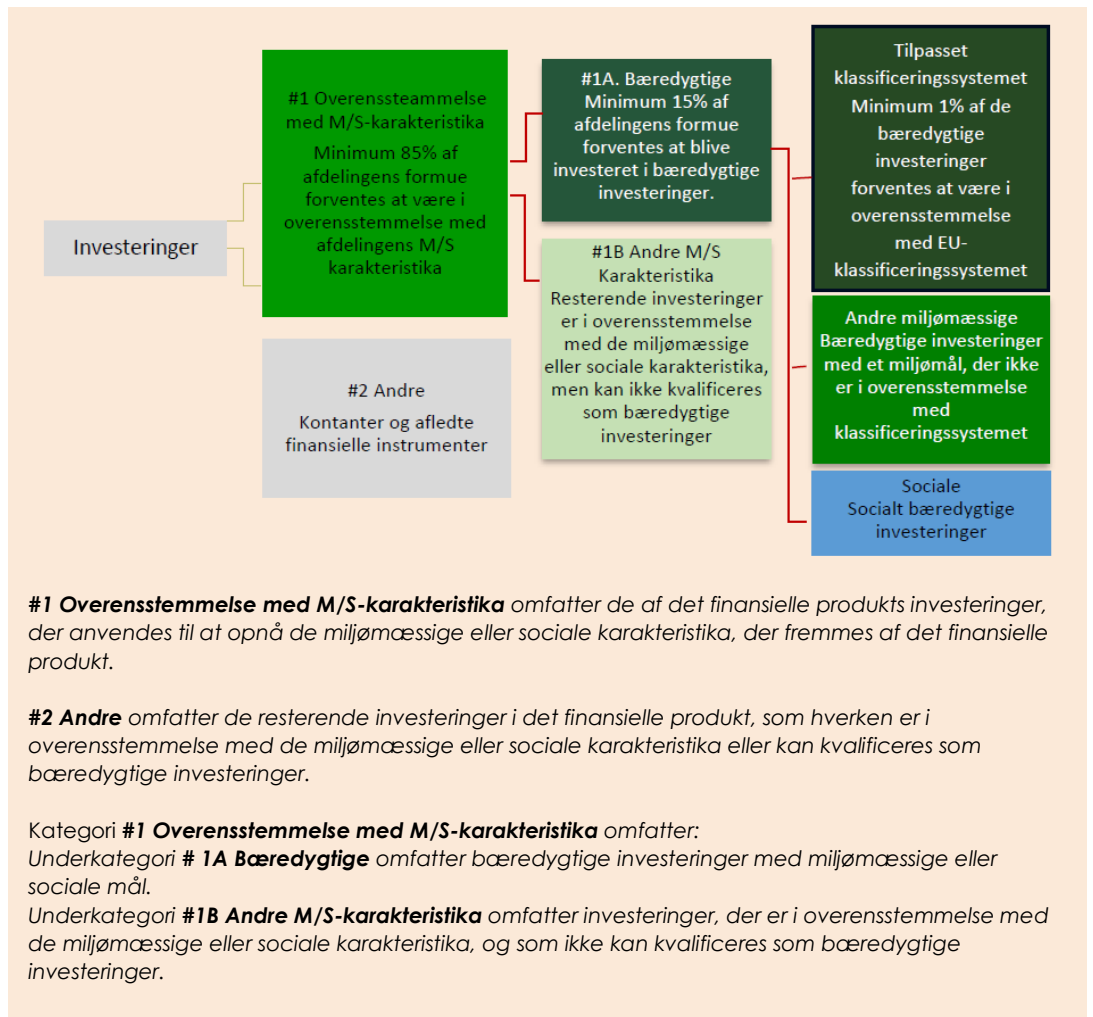 Investeringer
#1 Overenssteammelse
med M/S-karakteristika
Minimum 85% af
afdelingens formue
forventes at være i
overensstemmelse med
afdelingens M/S
karakteristika
#2 Andre
Kontanter og afledte
finansielle instrumenter
#1A. Bæredygtige
Minimum 15% af
afdelingens formue
forventes at blive
investeret i bæredygtige
investeringer.
#1B Andre M/S
Karakteristika
Resterende investeringer
er i overensstemmelse
med de miljømæssige
eller sociale karakteristika,
men kan ikke kvalificeres
som bæredygtige
investeringer
Tilpasset
klassificeringssystemet
Minimum 1% af de
bæredygtige
investeringer
forventes at være i
overensstemmelse
med EU-
klassificeringssystemet
Andre miljømæssige
Bæredygtige investeringer
med et miljømål, der ikke
er i overensstemmelse
med
klassificeringssystemet
Sociale
Socialt bæredygtige
investeringer
#1 Overensstemmelse med M/S-karakteristika omfatter de af det finansielle produkts investeringer,
der anvendes til at opnå de miljømæssige eller sociale karakteristika, der fremmes af det finansielle
produkt.
#2 Andre omfatter de resterende investeringer i det finansielle produkt, som hverken er i
overensstemmelse med de miljømæssige eller sociale karakteristika eller kan kvalificeres som
bæredygtige investeringer.
Kategori #1 Overensstemmelse med M/S-karakteristika omfatter:
Underkategori # 1A Bæredygtige omfatter bæredygtige investeringer med miljømæssige eller
sociale mål.
Underkategori #1B Andre M/S-karakteristika omfatter investeringer, der er i overensstemmelse med
de miljømæssige eller sociale karakteristika, og som ikke kan kvalificeres som bæredygtige
investeringer.